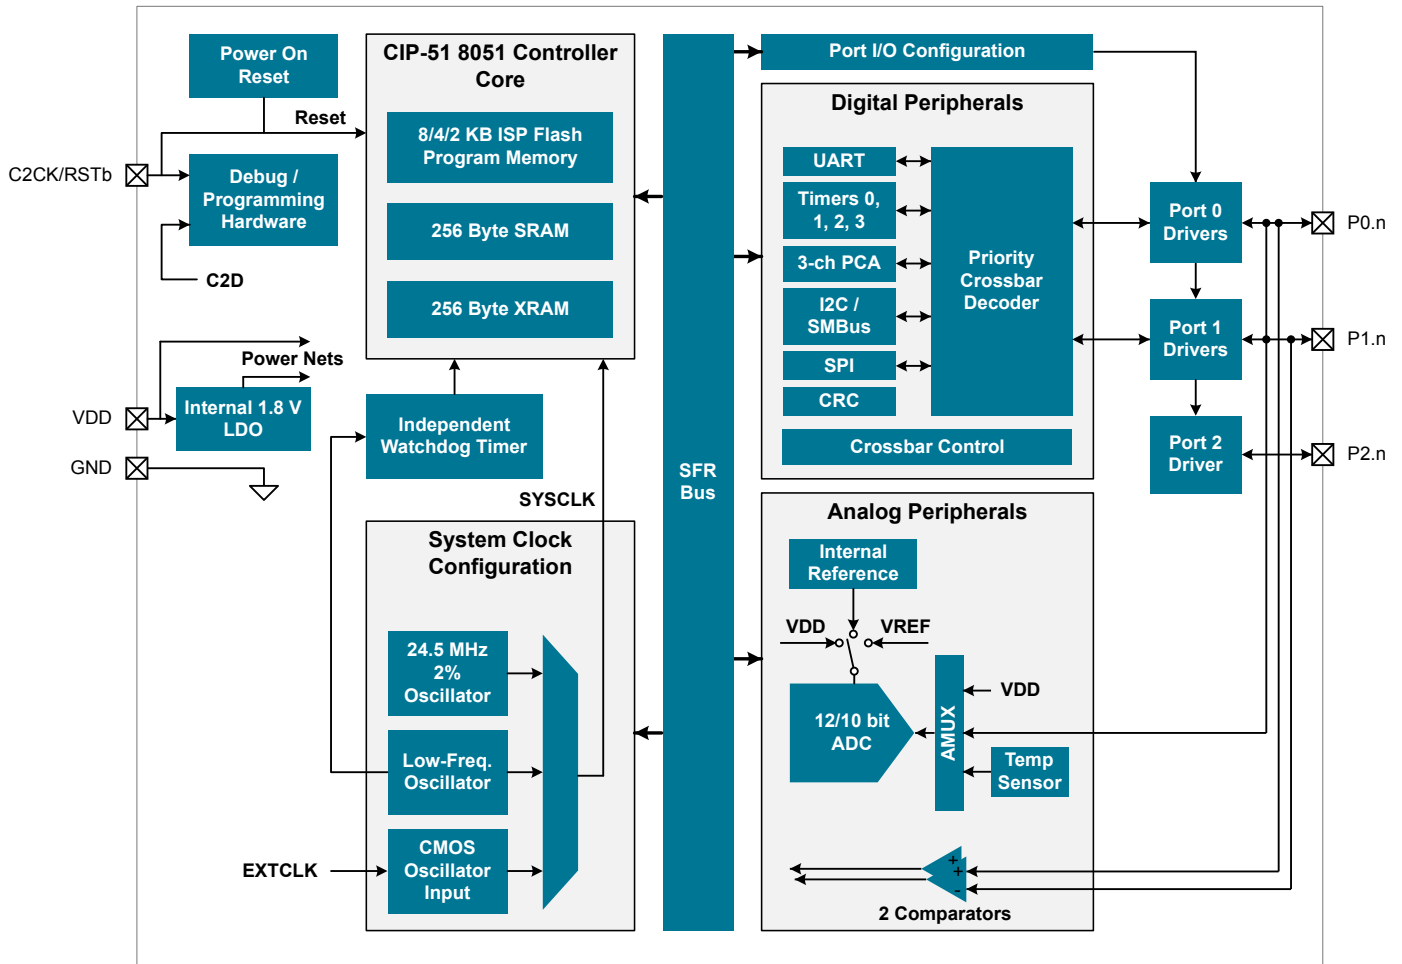 Power On
Reset
Reset
C2CK/RSTb
Debug /
Programming
Hardware
C2D
Power Nets
VDD
Internal 1.8 V
LDO
GND
CIP-51 8051 Controller
Core
8/4/2 KB ISP Flash
Program Memory
256 Byte SRAM
256 Byte XRAM
Independent
Watchdog Timer
SYSCLK
System Clock
Configuration
24.5 MHz
2%
Oscillator
Low-Freq.
Oscillator
EXTCLK
CMOS
Oscillator
Input
SFR
Bus
Port I/O Configuration
Digital Peripherals
UART
Timers 0,
1, 2, 3
3-ch PCA
I2C /
SMBus
SPI
CRC
Priority
Crossbar
Decoder
Crossbar Control
Port 0
Drivers
P0.n
Port 1
Drivers
P1.n
Port 2
Driver
P2.n
Analog Peripherals
Internal
Reference
VDD
VREF
12/10 bit
ADC
AMUX
VDD
Temp
Sensor
+
+
-
2 Comparators